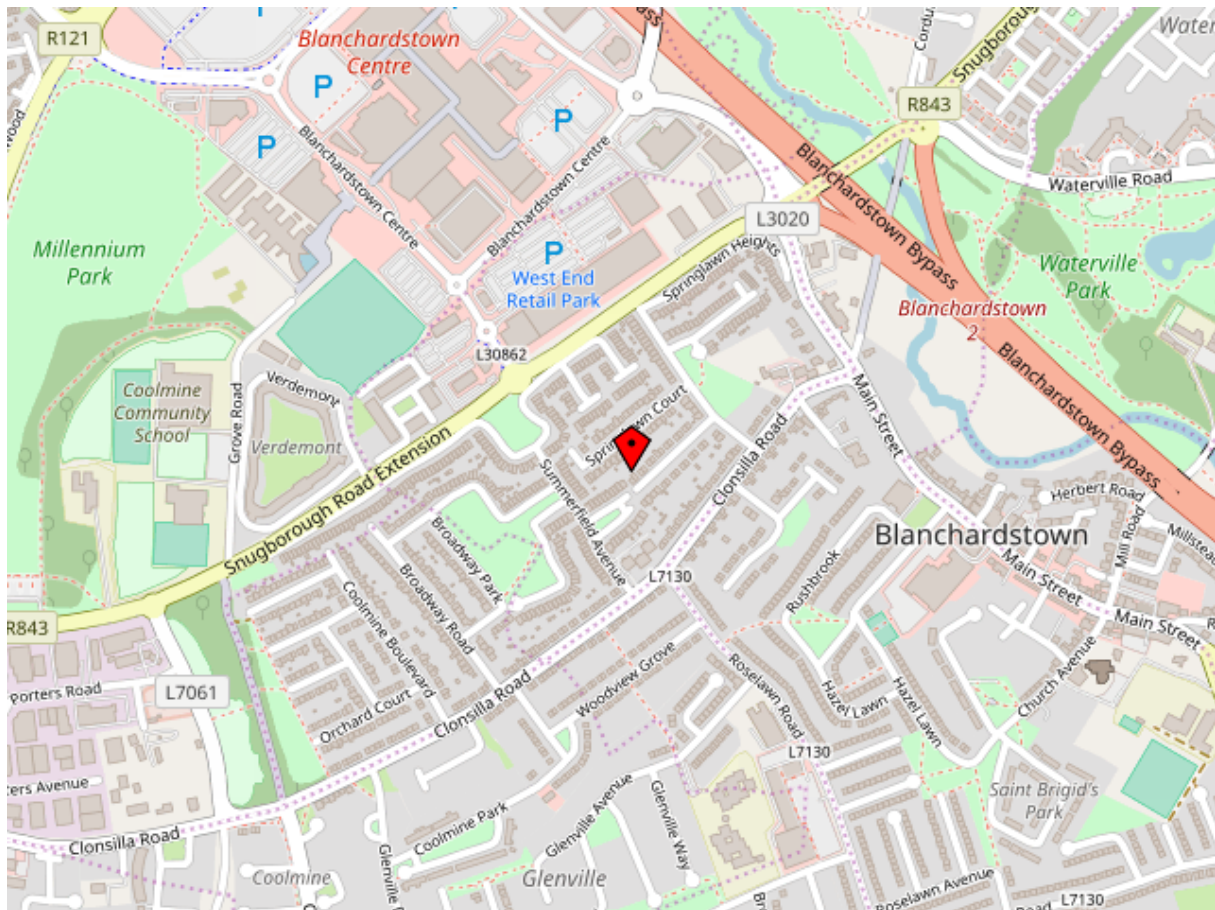 R121
Blanchardstown
Centre
P
P
P
P
Blanchardstown Centre
Blanchardstown Centre
West End
Retail Park
Bypass
Snugborough
R843
Waterville Road
L3020
Blanchardstown Bypass
Waterville
Park
Blanchardstown
2
Blanchardstown Bypass
Millennium
Park
Springlawn Heights
L30862
Verdemont
Verdemont
Coolmine
Community
School
Grove Road
Springlawn Court
Clonsilla Road
Main Street
Snugborough Road Extension
Summerfield Avenue
Herbert Road
Mill Road
Blanchardstown
Broadway Park
Broadway Road
Coolmine Boulevard
L7130
Rushbrook
Main Street
Main Street
R843
Porters Road
L7061
Orchard Court
Clonsilla Road
Woodview Grove
Roselawn Road
Hazel Lawn
Hazel Lawn
Church Avenue
L7130
Saint Brigid's
Park
Clonsilla Road
Coolmine Park
Glenville Avenue
Glenville Way
Coolmine
Glenville
Roselawn Avenue
L7130